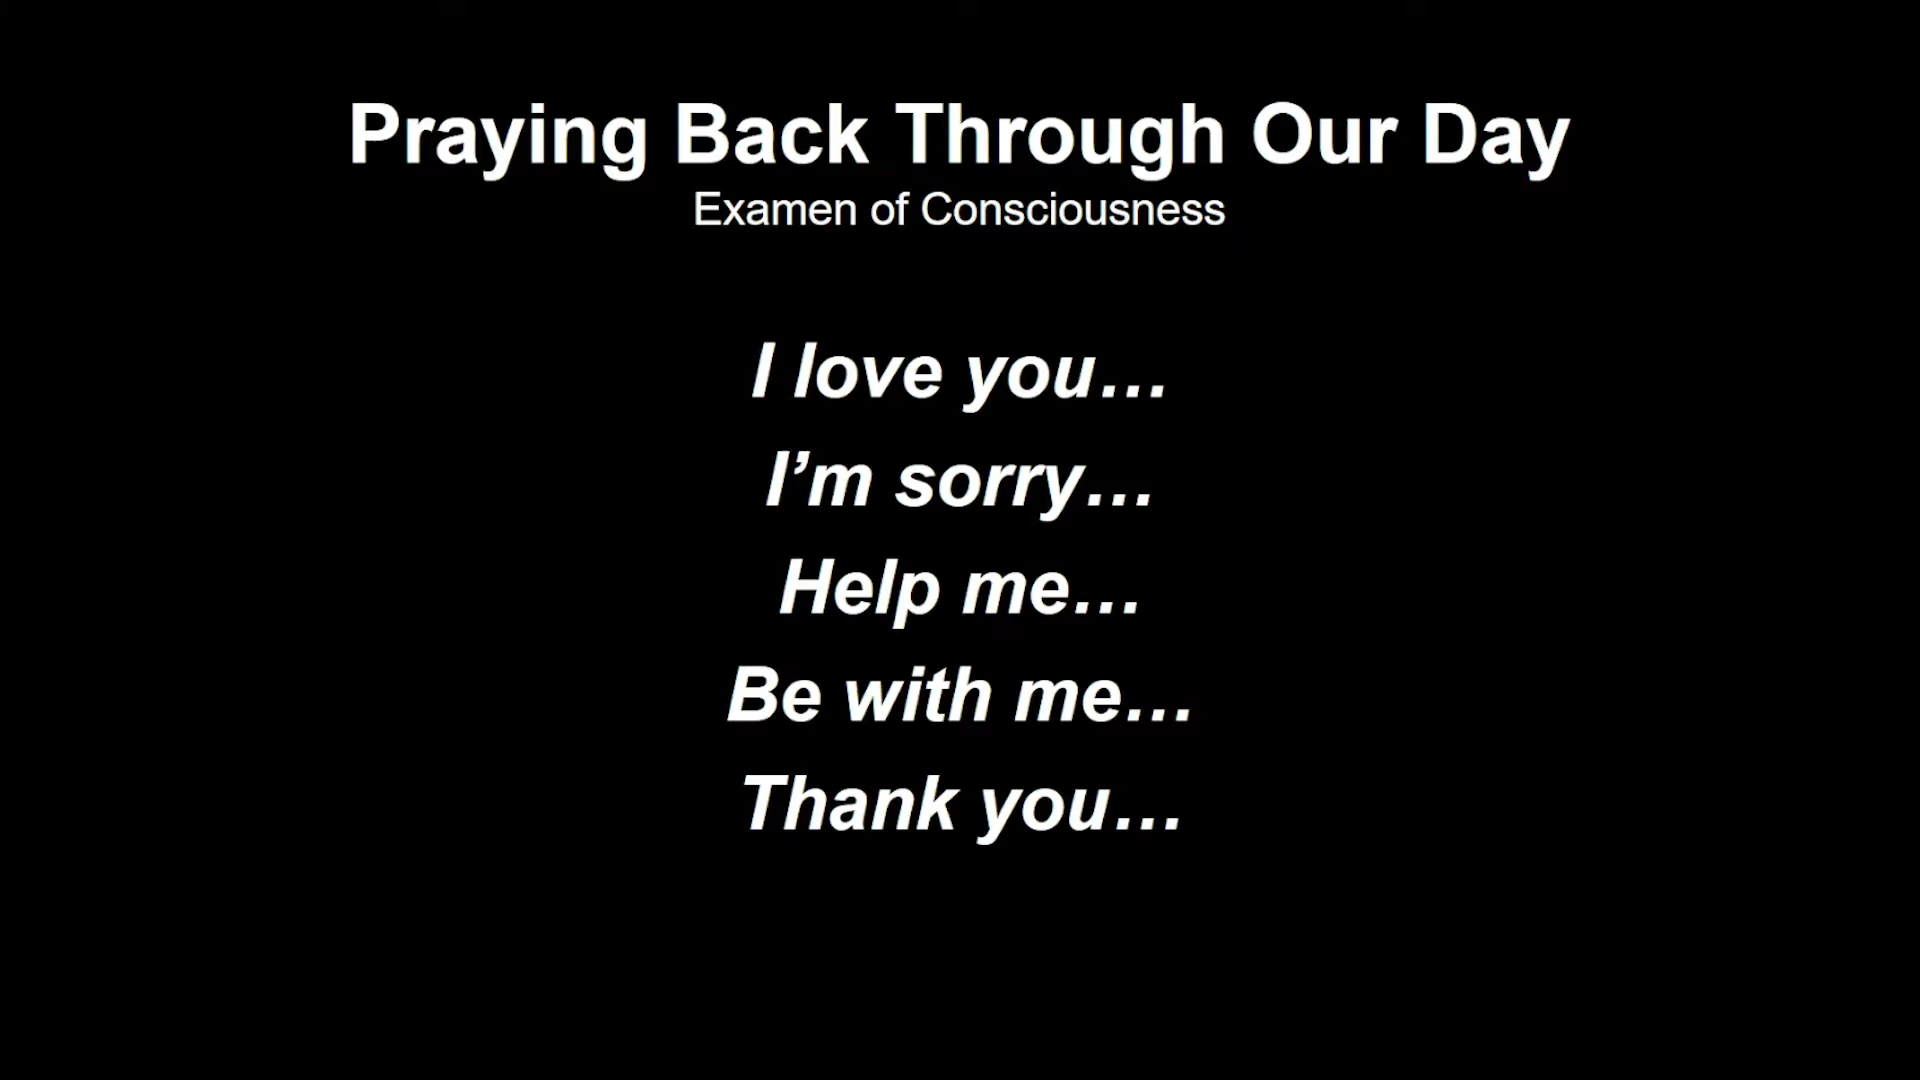 Praying Back Through Our Day
Examen of Consciousness
I love you…
I’m sorry…
Help me…
Be with me…
Thank you…